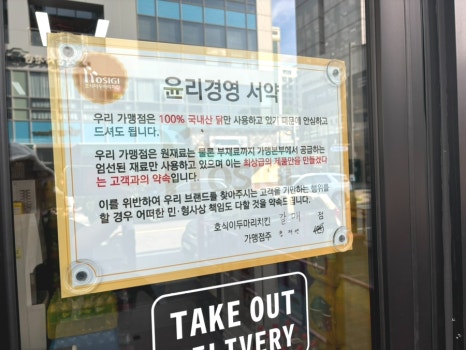 HOSIGI
윤리경영 서약
우리 가맹점은 100% 국내산 닭만 사용하고 있기 때문에 안심하고
드셔도 됩니다.
우리 가맹점은 원재료는 물론 부재료까지 가맹본부에서 공급하는
엄선된 재료만 사용하고 있으며 이는 최상급의 제품만을 만들겠다
는 고객과의 약속입니다.
이를 위반하여 우리 브랜드를 찾아주시는 고객을 기만하는 행위를
할 경우 어떠한 민·형사상 책임도 다할 것을 약속드립니다.
호식이두마리치킨 점
가맹점주
TAKE OUT
DELIVERY